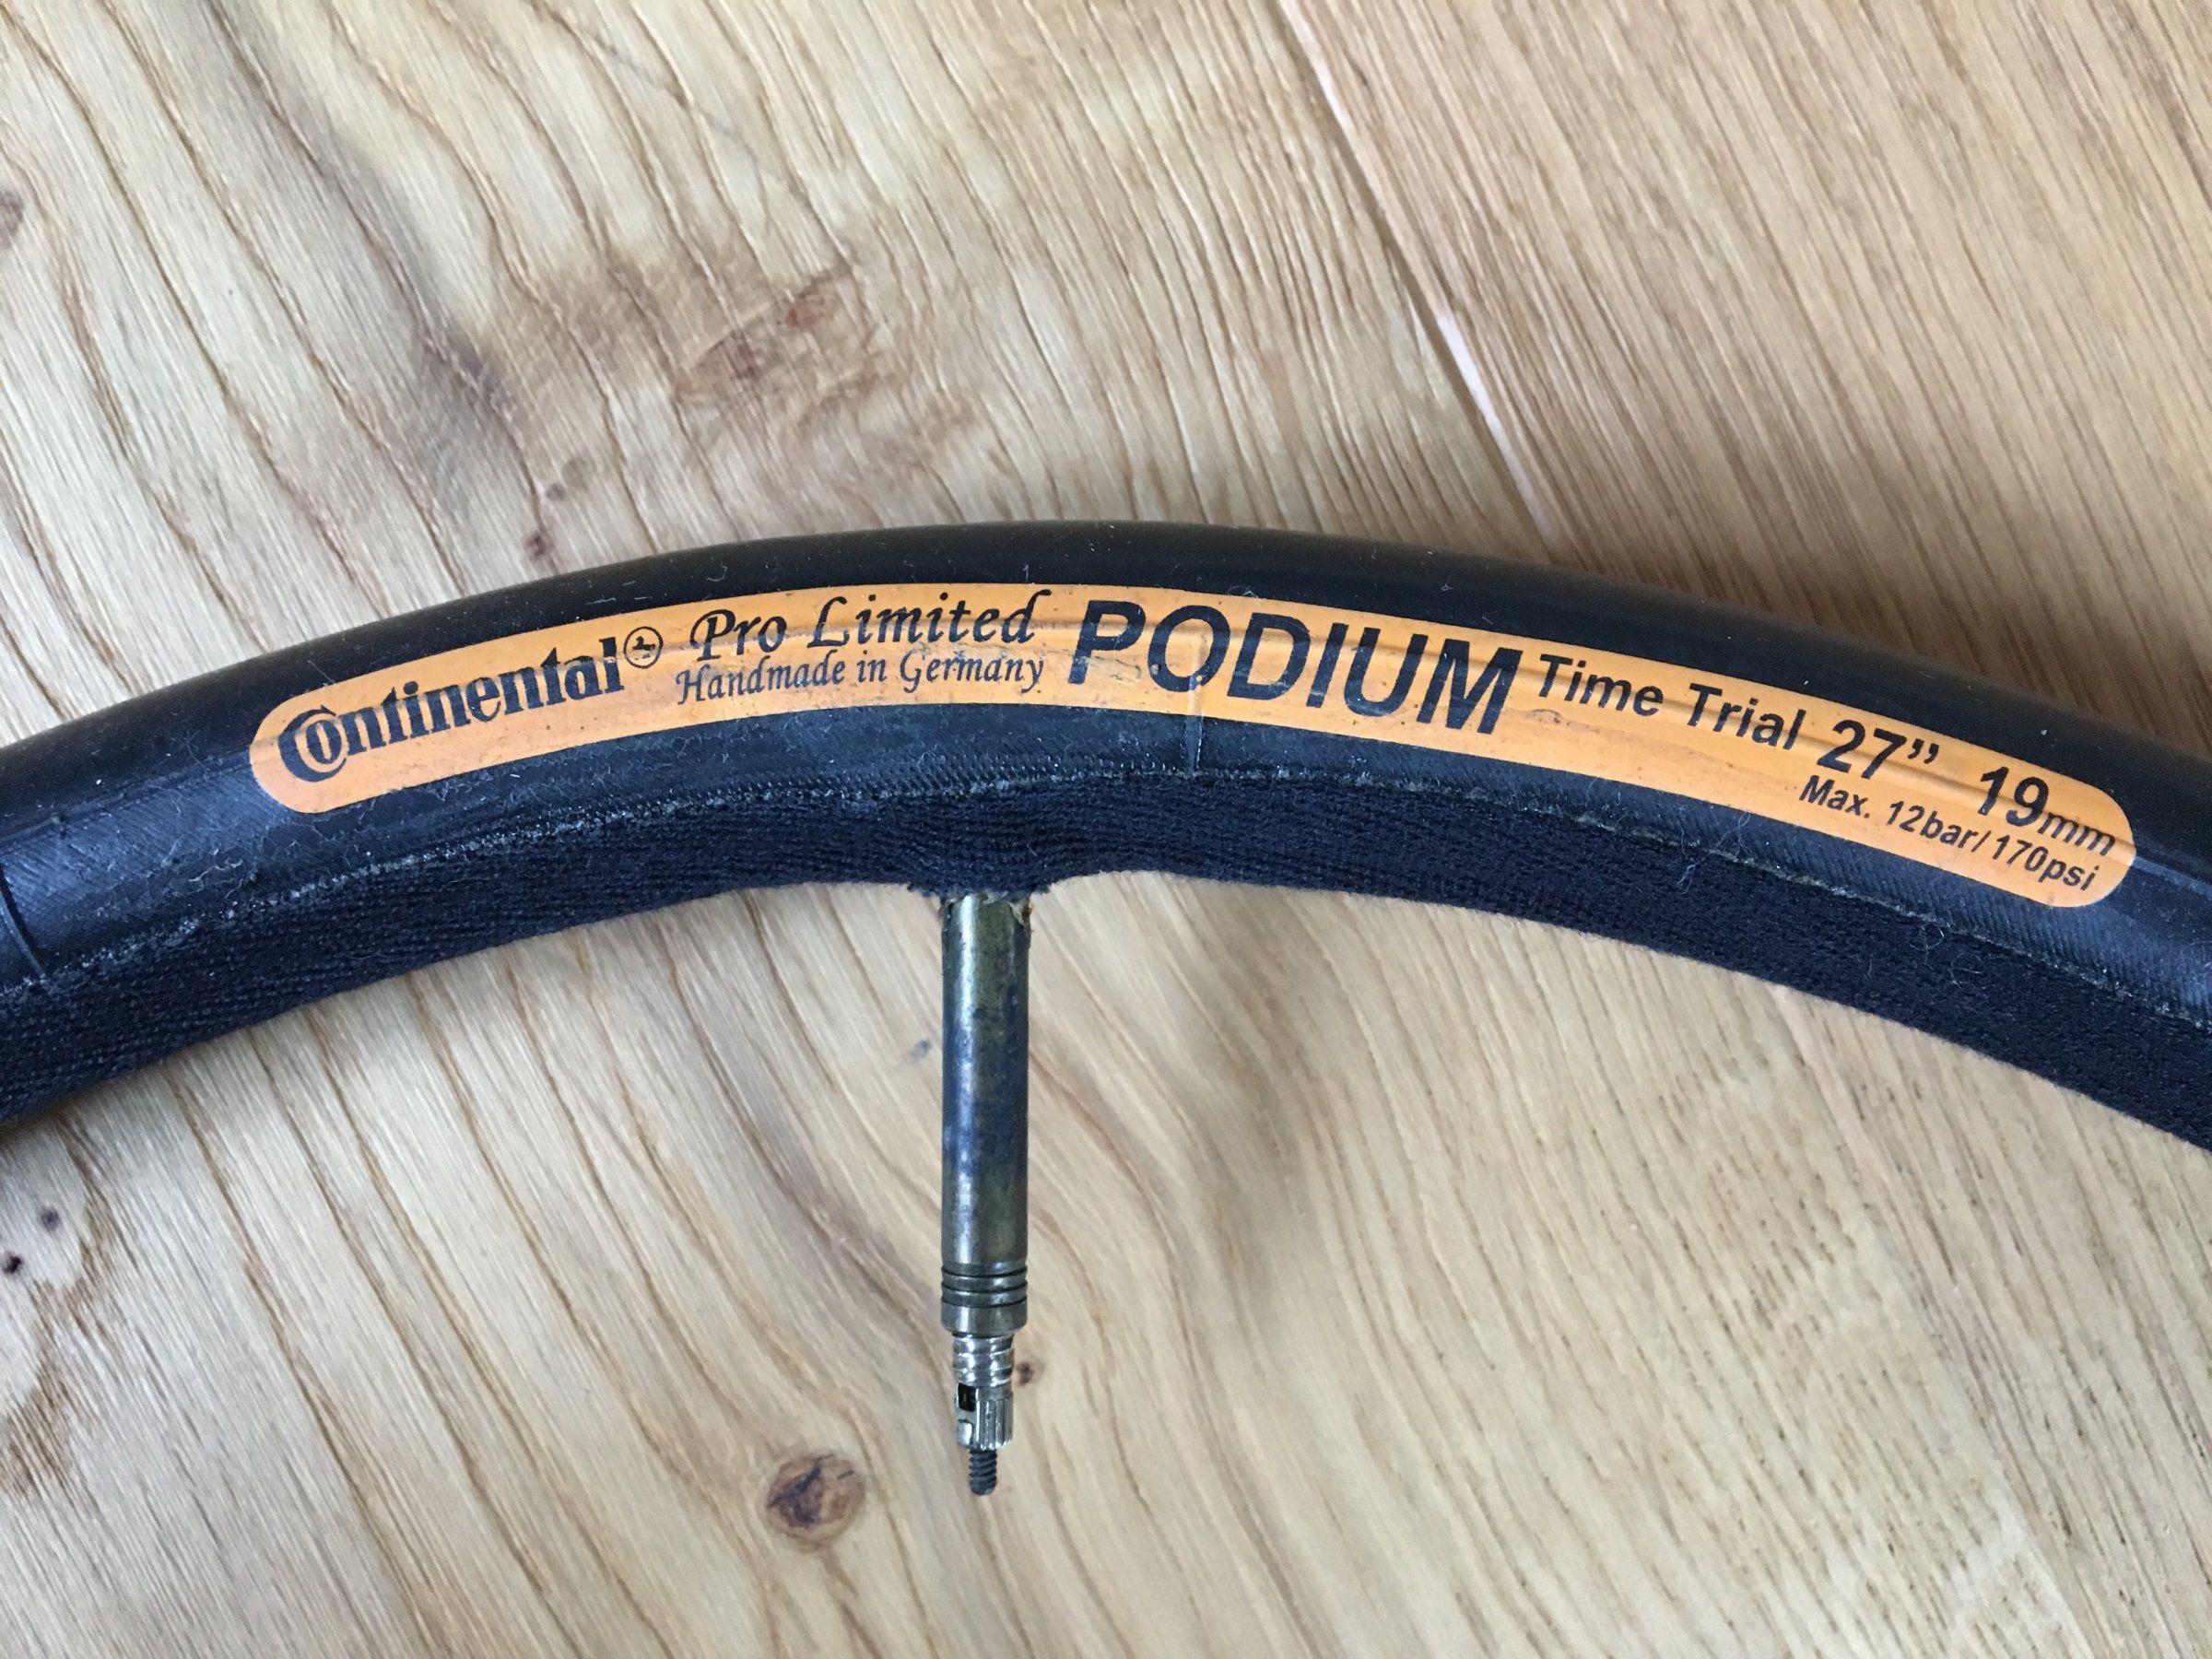 Continental® Pro Limited
Handmade in Germany
PODIUM
Time Trial 27” 19mm
Max. 12bar/170psi